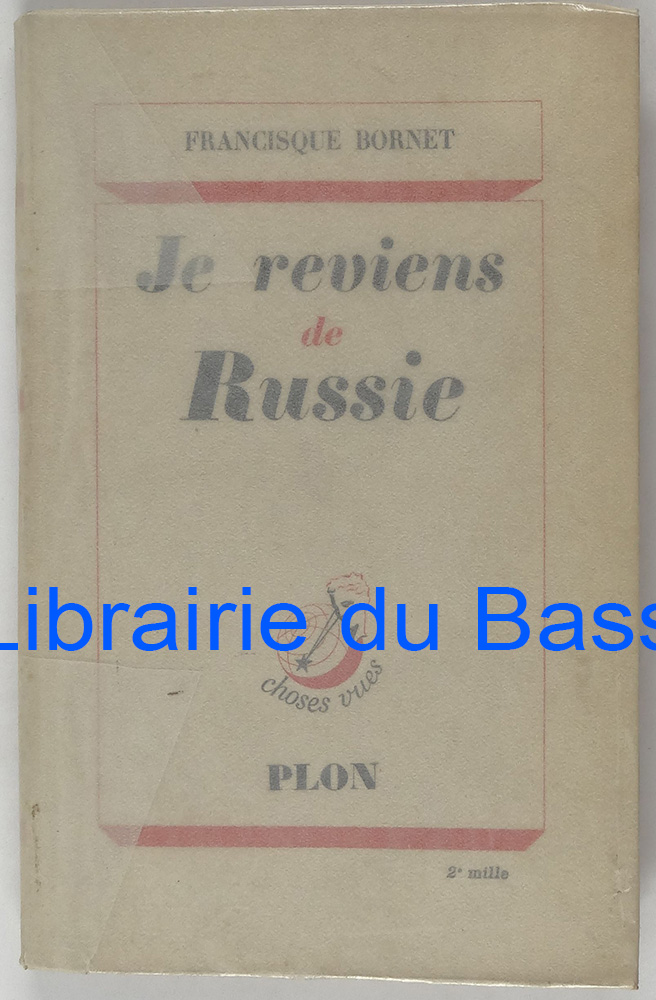 FRANCISQUE BORNET
Je reviens
de
Russie
Librairie du Bass
choses vues
PLON
2e mille